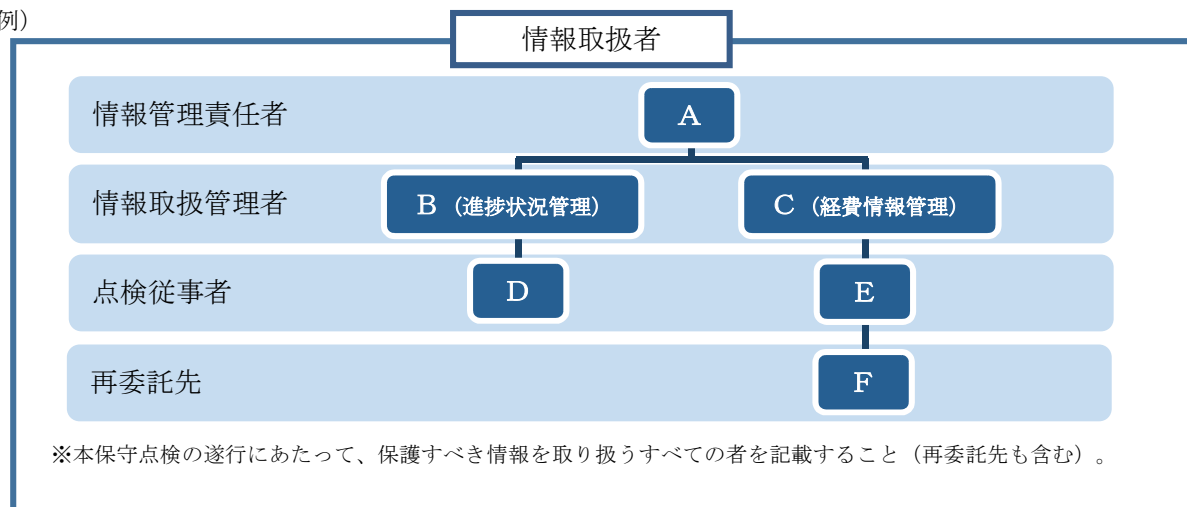 例）
情報取扱者
情報管理責任者
A
情報取扱管理者
B（進捗状況管理）
C（経費情報管理）
点検従事者
D
E
再委託先
F
※本保守点検の遂行にあたって、保護すべき情報を取り扱うすべての者を記載すること（再委託先も含む）。